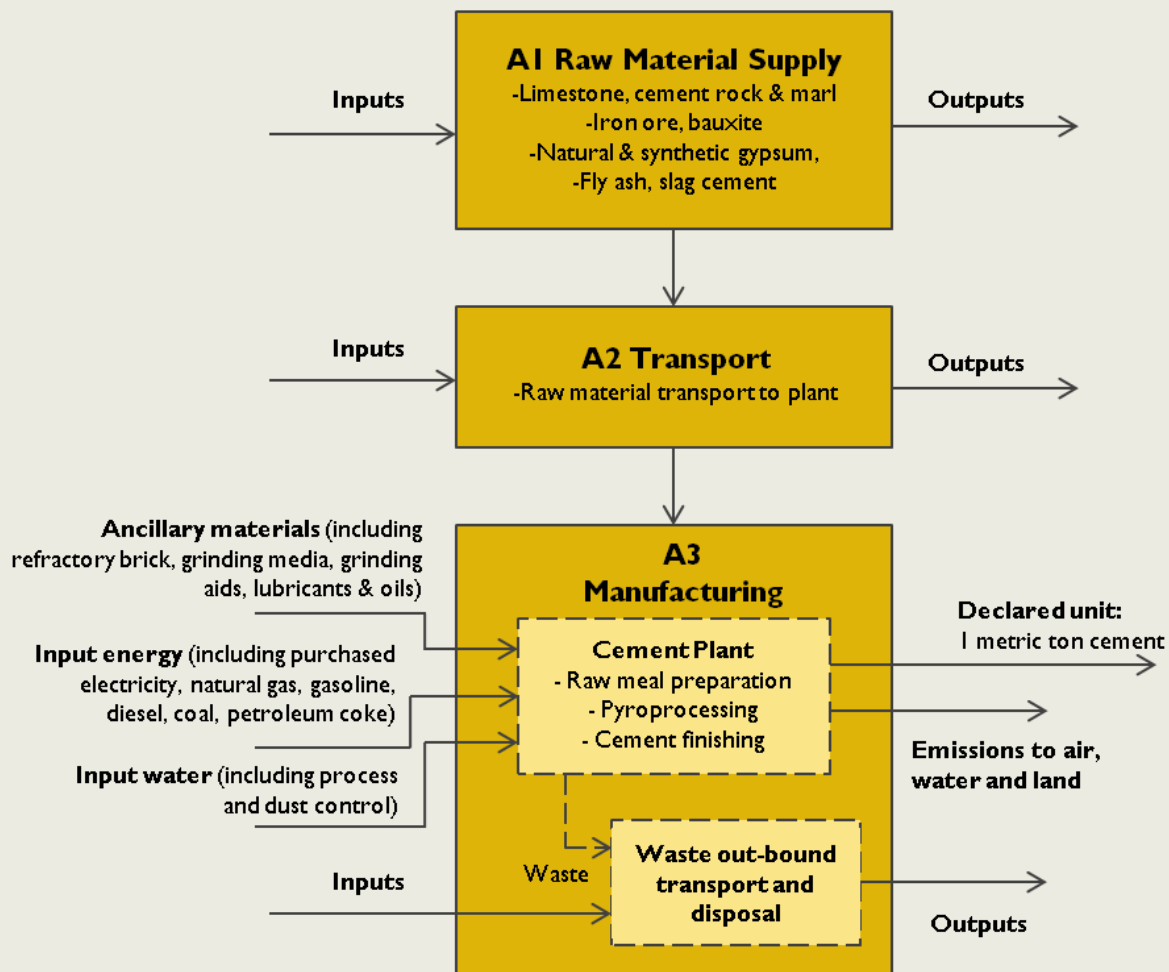 A1 Raw Material Supply
-Limestone, cement rock & marl
-Iron ore, bauxite
-Natural & synthetic gypsum,
-Fly ash, slag cement
Inputs
Outputs
A2 Transport
-Raw material transport to plant
Inputs
Outputs
Ancillary materials (including
refractory brick, grinding media, grinding
aids, lubricants & oils)
Input energy (including purchased
electricity, natural gas, gasoline,
diesel, coal, petroleum coke)
Input water (including process
and dust control)
Inputs
A3
Manufacturing
Cement Plant
- Raw meal preparation
- Pyroprocessing
- Cement finishing
Waste
Waste out-bound
transport and
disposal
Declared unit:
1 metric ton cement
Emissions to air,
water and land
Outputs